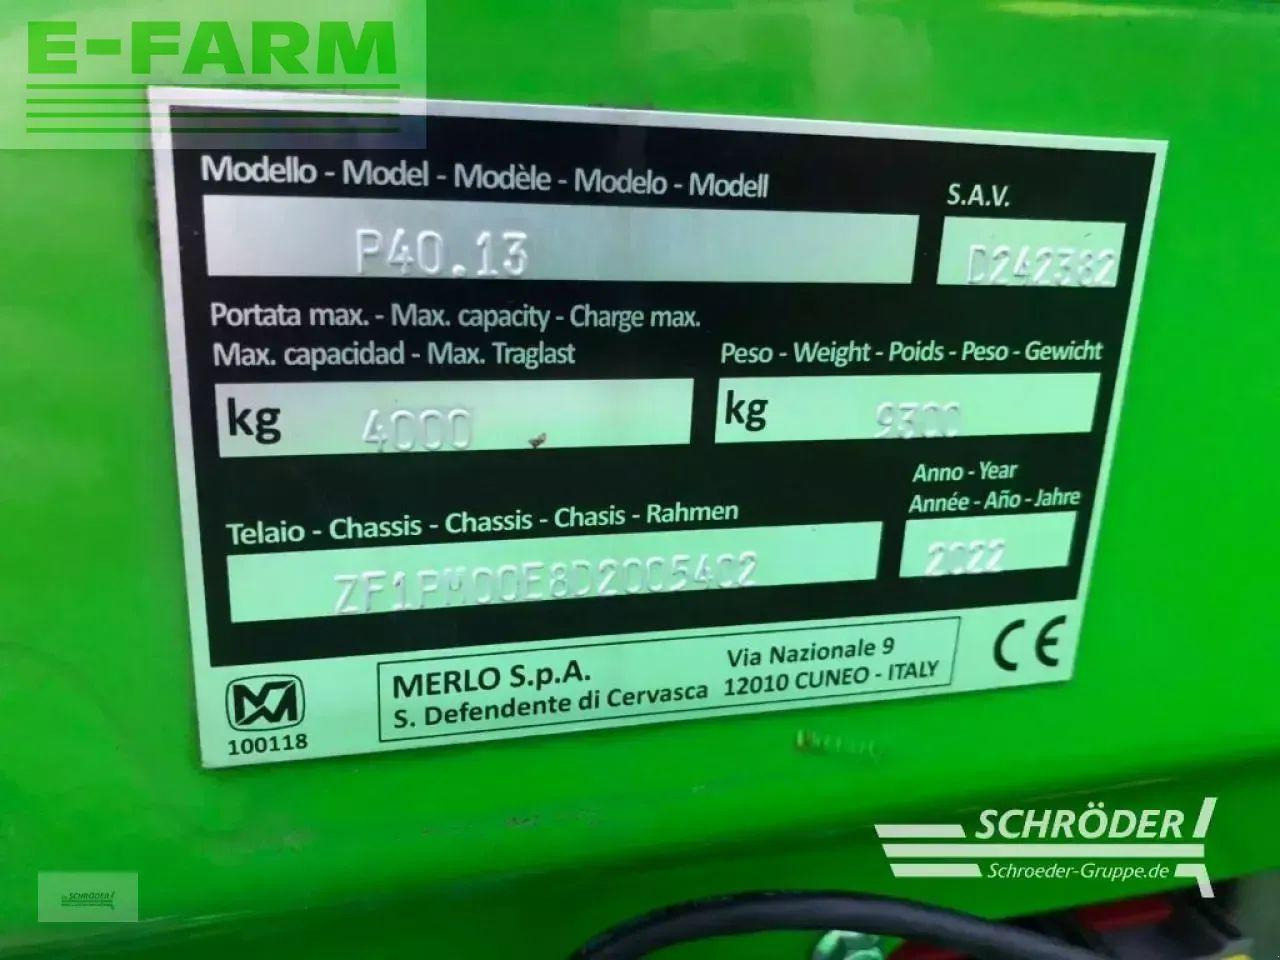 E-FARM
Modello - Model - Modèle - Modelo - Modell
S.A.V.
P40.13
D242382
Portata max. - Max. capacity - Charge max.
Max. capacidad - Max. Traglast
Peso - Weight - Poids - Peso - Gewicht
kg 4000
kg 9300
Anno - Year
Année - Año - Jahre
Telaio - Chassis - Chassis - Chasis - Rahmen
ZF1PM00E8D2005402
2022
MERLO S.p.A.
S. Defendente di Cervasca
Via Nazionale 9
12010 CUNEO - ITALY
CE
100118
SCHRÖDER
Schroeder-Gruppe.de
SCHRÖDER